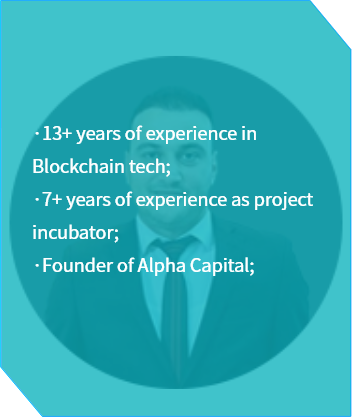 ·13+ years of experience in
Blockchain tech;
·7+ years of experience as project
incubator;
·Founder of Alpha Capital;